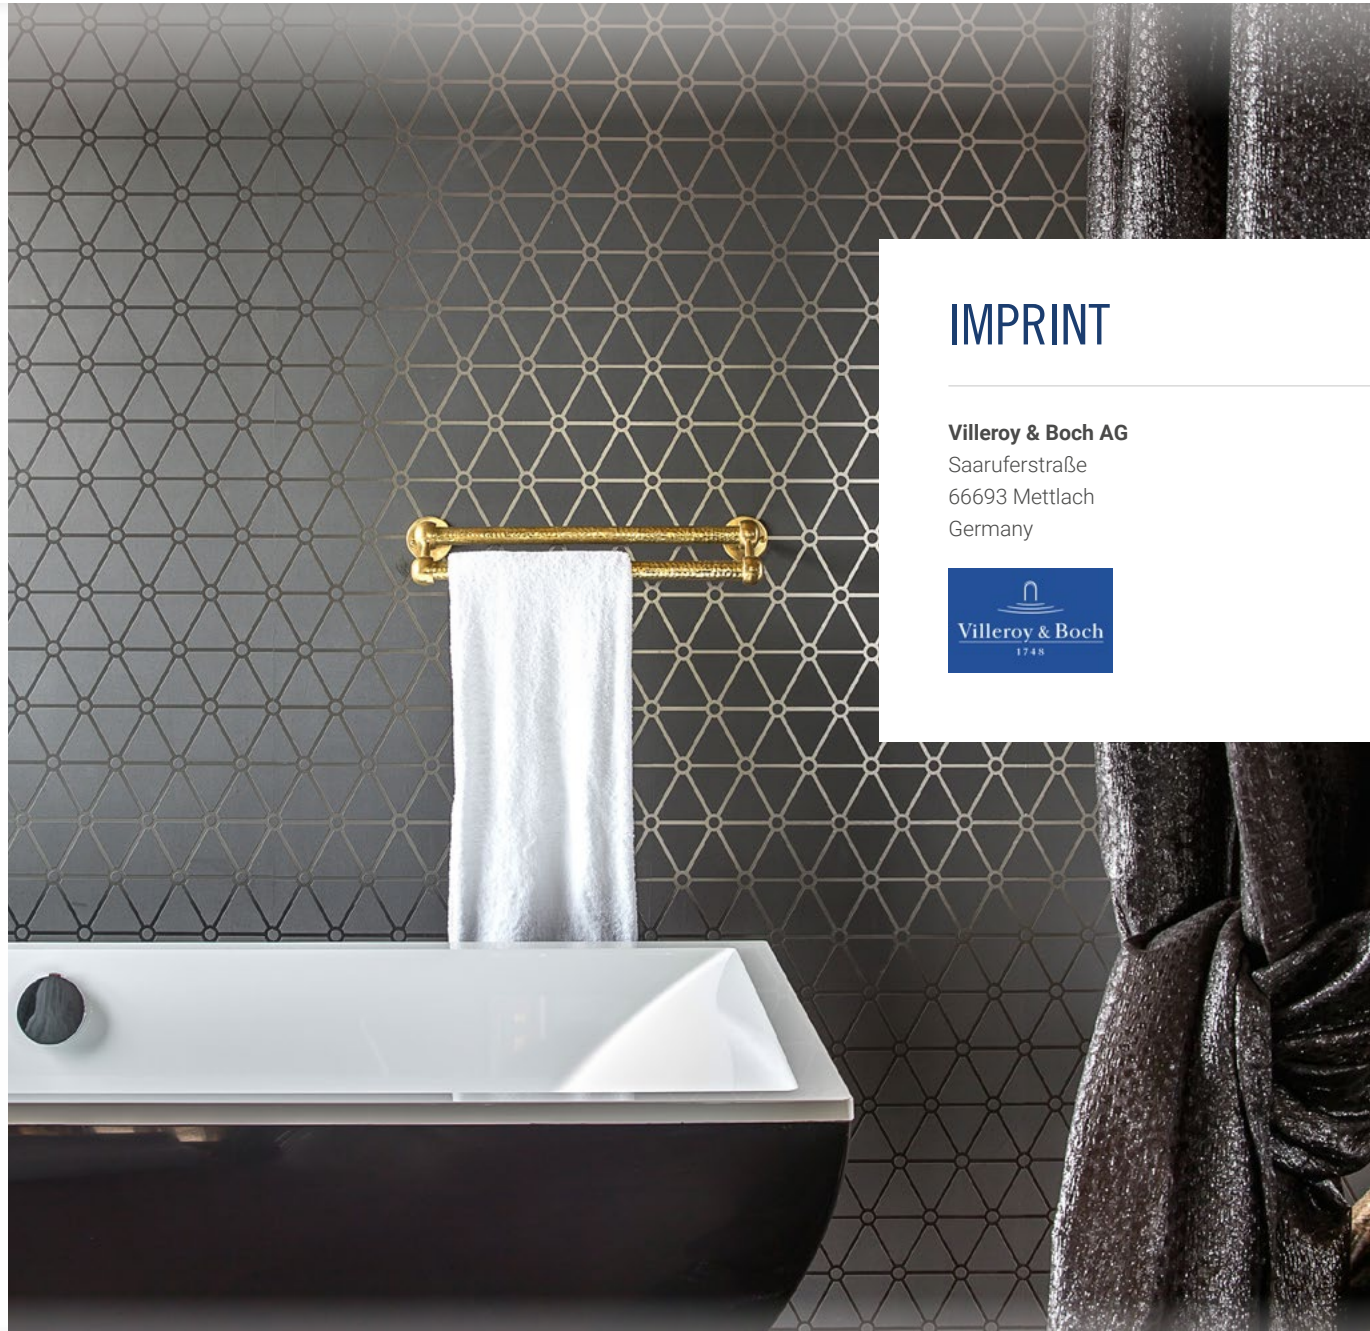 IMPRINT
Villeroy & Boch AG
Saaruferstraße
66693 Mettlach
Germany
Villeroy & Boch
1748